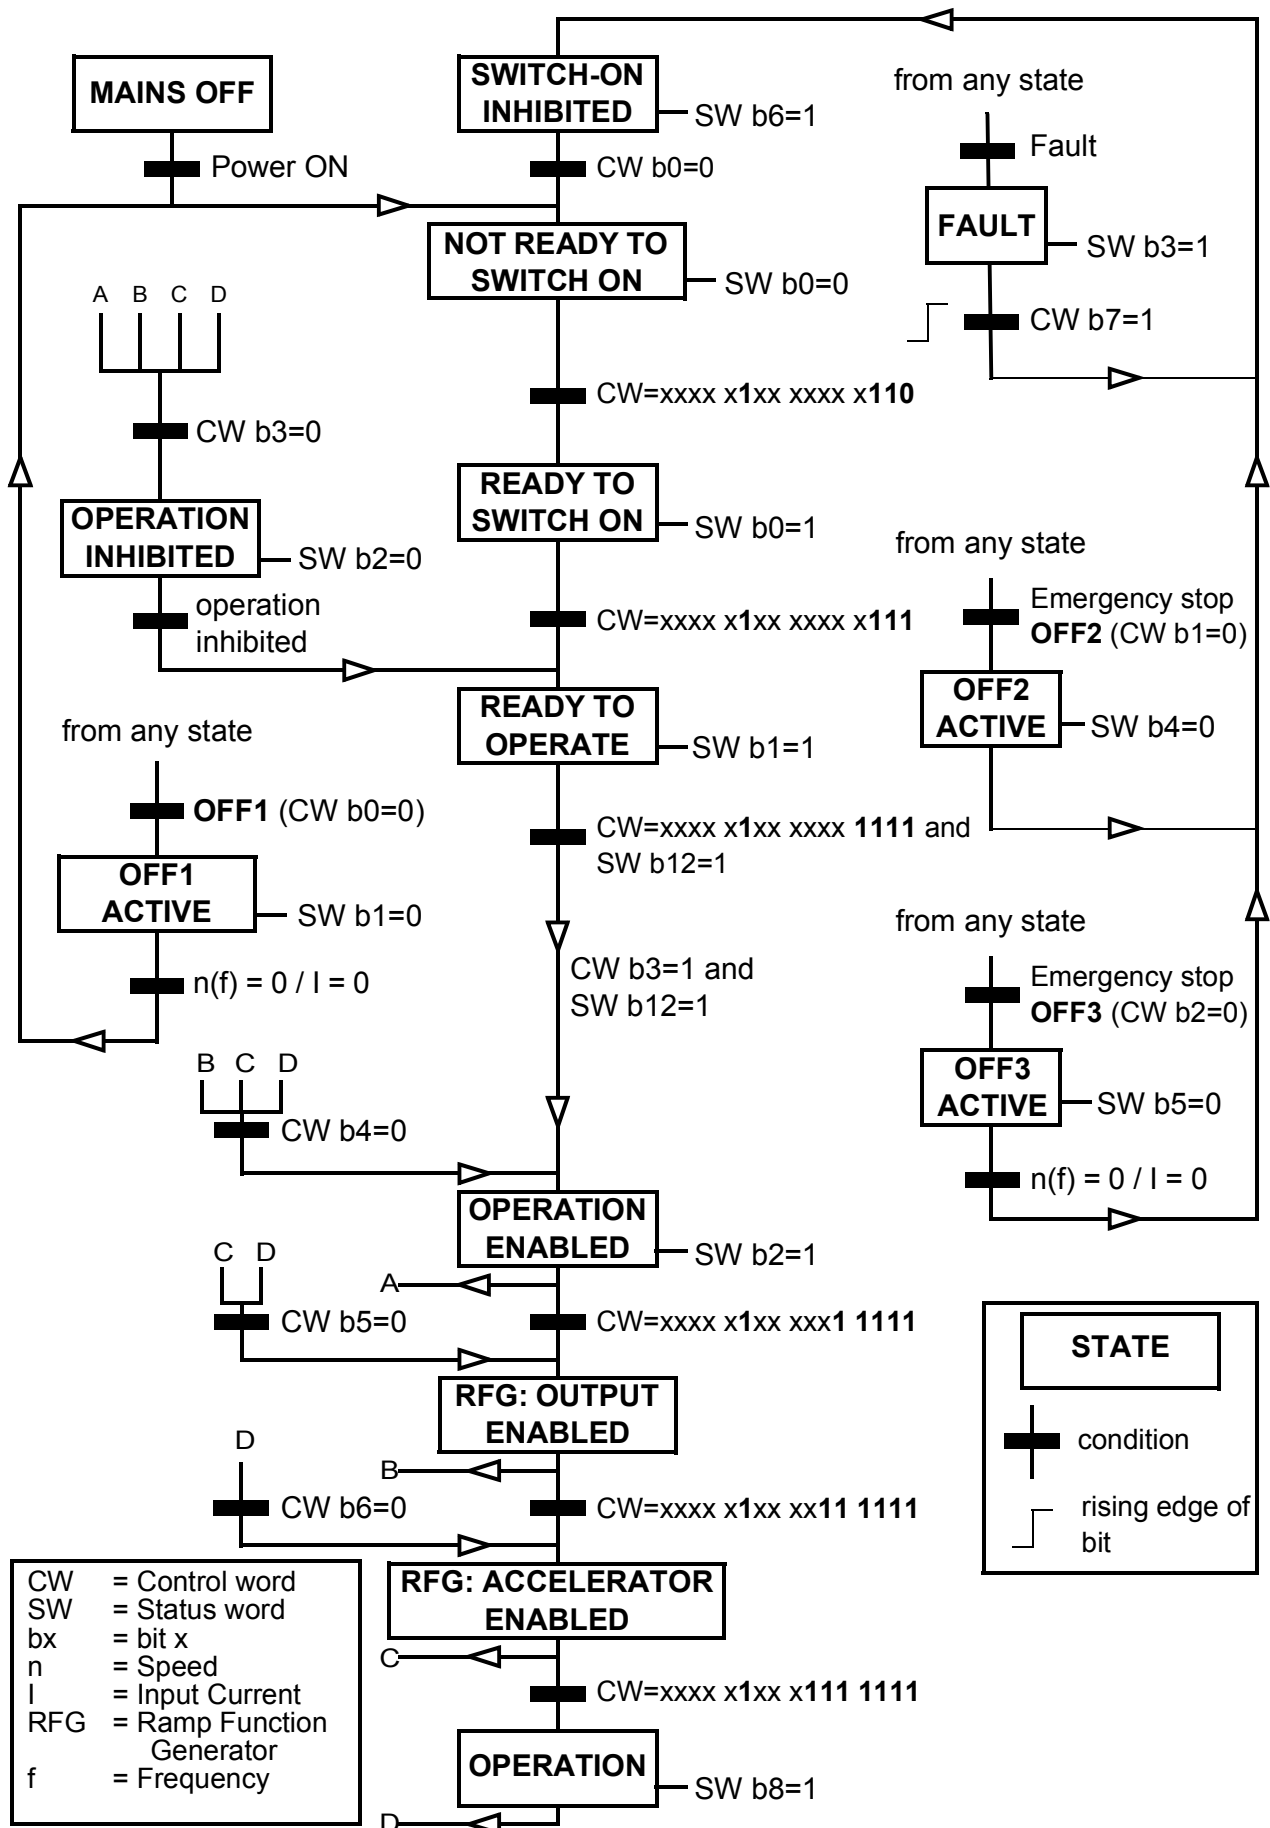 MAINS OFF
Power ON
SWITCH-ON
INHIBITED
SW b6=1
CW b0=0
from any state
Fault
FAULT
SW b3=1
CW b7=1
NOT READY TO
SWITCH ON
SW b0=0
A B C D
CW b3=0
OPERATION
INHIBITED
SW b2=0
operation
inhibited
CW=xxxx x1xx xxxx x110
READY TO
SWITCH ON
SW b0=1
CW=xxxx x1xx xxxx x111
from any state
Emergency stop
OFF2 (CW b1=0)
OFF2
ACTIVE
SW b4=0
READY TO
OPERATE
SW b1=1
from any state
OFF1 (CW b0=0)
OFF1
ACTIVE
SW b1=0
n(f) = 0 / I = 0
CW=xxxx x1xx xxxx 1111 and
SW b12=1
CW b3=1 and
SW b12=1
from any state
Emergency stop
OFF3 (CW b2=0)
OFF3
ACTIVE
SW b5=0
n(f) = 0 / I = 0
B C D
CW b4=0
OPERATION
ENABLED
SW b2=1
A
C D
CW b5=0
CW=xxxx x1xx xxx1 1111
RFG: OUTPUT
ENABLED
B
D
CW b6=0
CW=xxxx x1xx xx11 1111
RFG: ACCELERATOR
ENABLED
C
CW=xxxx x1xx x111 1111
OPERATION
SW b8=1
D
STATE
condition
rising edge of
bit
CW = Control word
SW = Status word
bx = bit x
n = Speed
I = Input Current
RFG = Ramp Function
Generator
f = Frequency